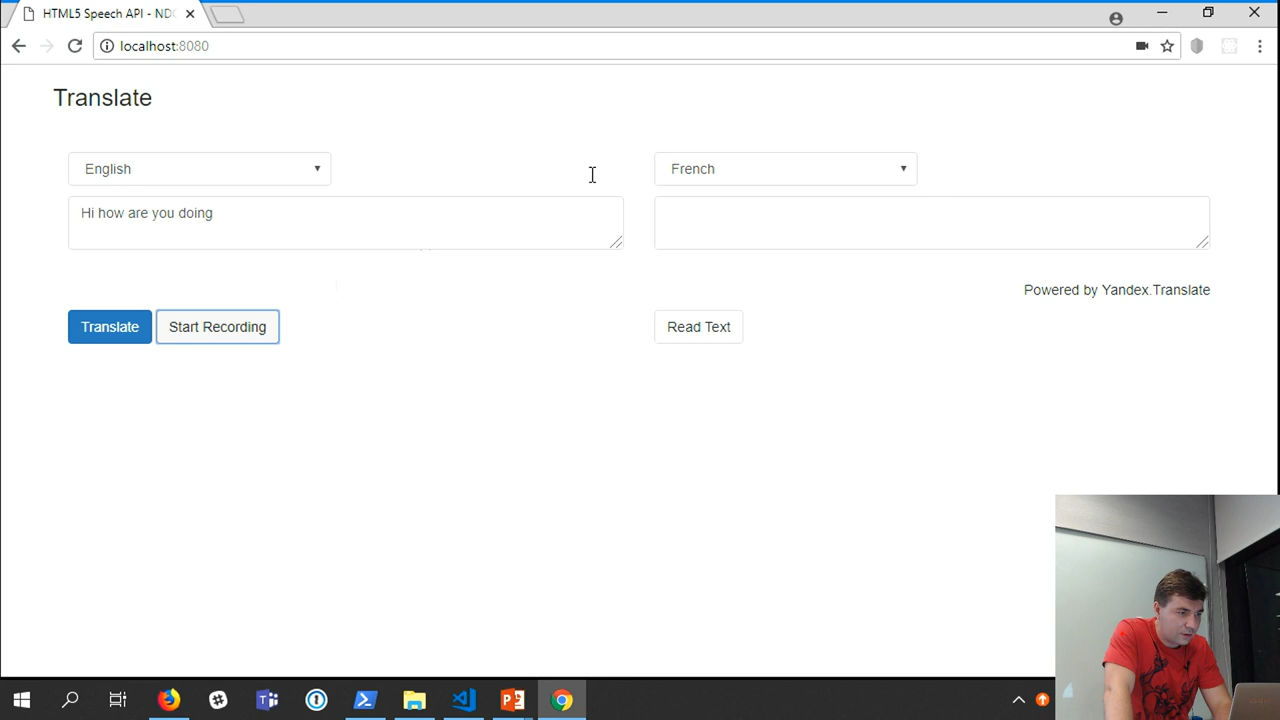 HTML5 Speech API - NDC
localhost:8080
Translate
English
French
Hi how are you doing
Powered by Yandex.Translate
Translate
Start Recording
Read Text